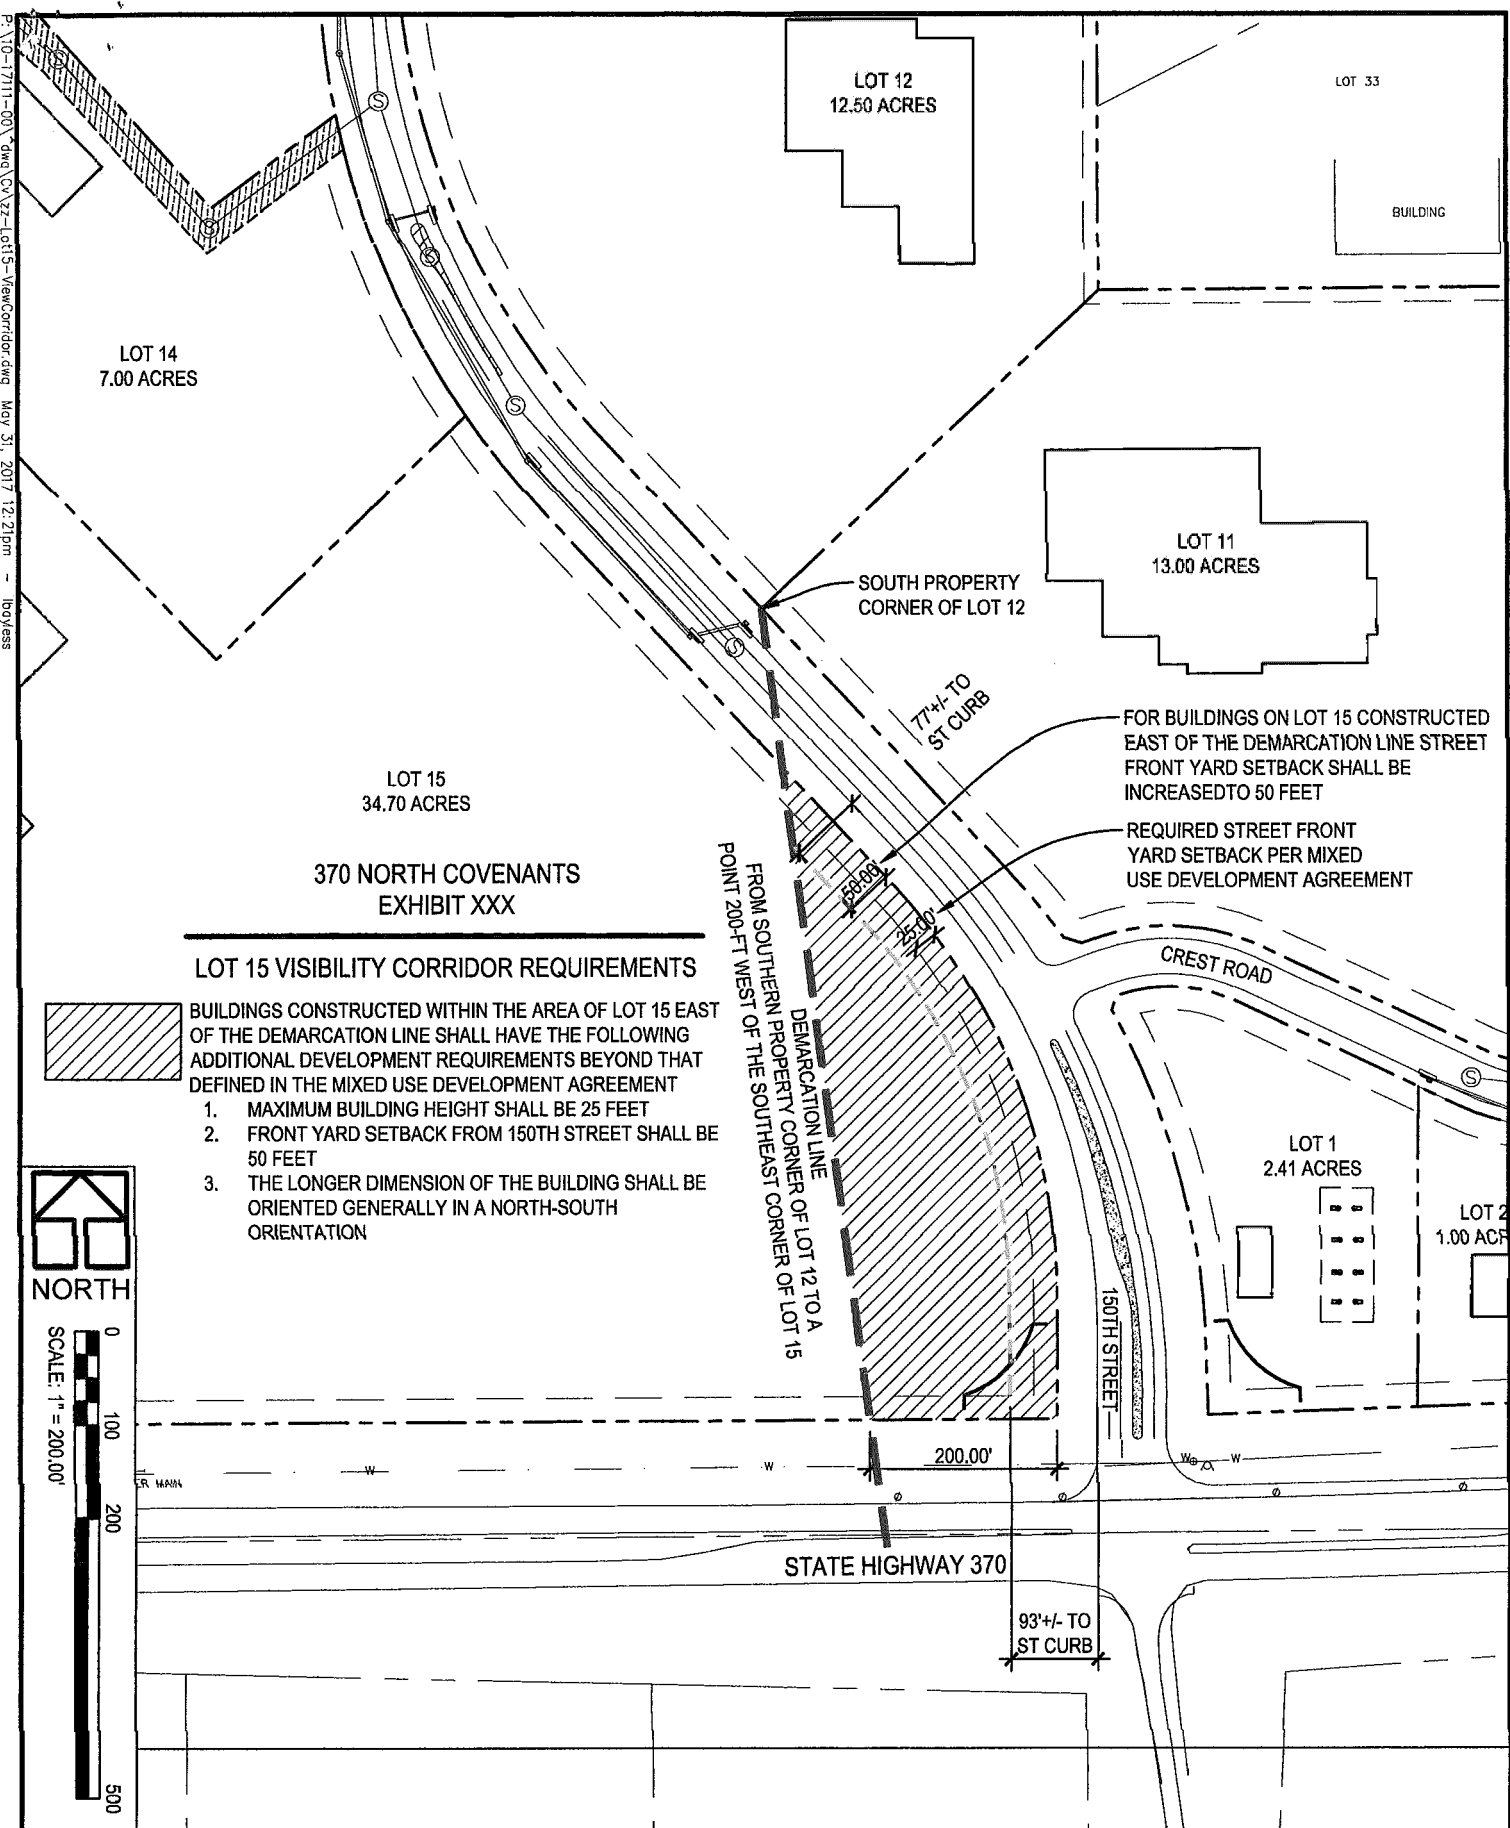 P:\10-17111-00\_dwg\CV\zz-Lot15-ViewCorridor.dwg May 31, 2017 12:21pm - lbayless
LOT 12
12.50 ACRES
LOT 33
BUILDING
S
S
S
S
S
LOT 14
7.00 ACRES
S
LOT 11
13.00 ACRES
SOUTH PROPERTY
CORNER OF LOT 12
S
77'+/- TO
ST CURB
FOR BUILDINGS ON LOT 15 CONSTRUCTED
EAST OF THE DEMARCATION LINE STREET
FRONT YARD SETBACK SHALL BE
INCREASEDTO 50 FEET
LOT 15
34.70 ACRES
REQUIRED STREET FRONT
YARD SETBACK PER MIXED
USE DEVELOPMENT AGREEMENT
50.00'
25.00'
370 NORTH COVENANTS
EXHIBIT XXX
LOT 15 VISIBILITY CORRIDOR REQUIREMENTS
BUILDINGS CONSTRUCTED WITHIN THE AREA OF LOT 15 EAST
OF THE DEMARCATION LINE SHALL HAVE THE FOLLOWING
ADDITIONAL DEVELOPMENT REQUIREMENTS BEYOND THAT
DEFINED IN THE MIXED USE DEVELOPMENT AGREEMENT
1. MAXIMUM BUILDING HEIGHT SHALL BE 25 FEET
2. FRONT YARD SETBACK FROM 150TH STREET SHALL BE
50 FEET
3. THE LONGER DIMENSION OF THE BUILDING SHALL BE
ORIENTED GENERALLY IN A NORTH-SOUTH
ORIENTATION
DEMARCATION LINE
FROM SOUTHERN PROPERTY CORNER OF LOT 12 TO A
POINT 200-FT WEST OF THE SOUTHEAST CORNER OF LOT 15
CREST ROAD
S
LOT 1
2.41 ACRES
LOT 2
1.00 ACR
150TH STREET
NORTH
0
100
200
500
SCALE: 1" = 200.00'
200.00'
ER MAIN
W
W
W
W
STATE HIGHWAY 370
93'+/- TO
ST CURB